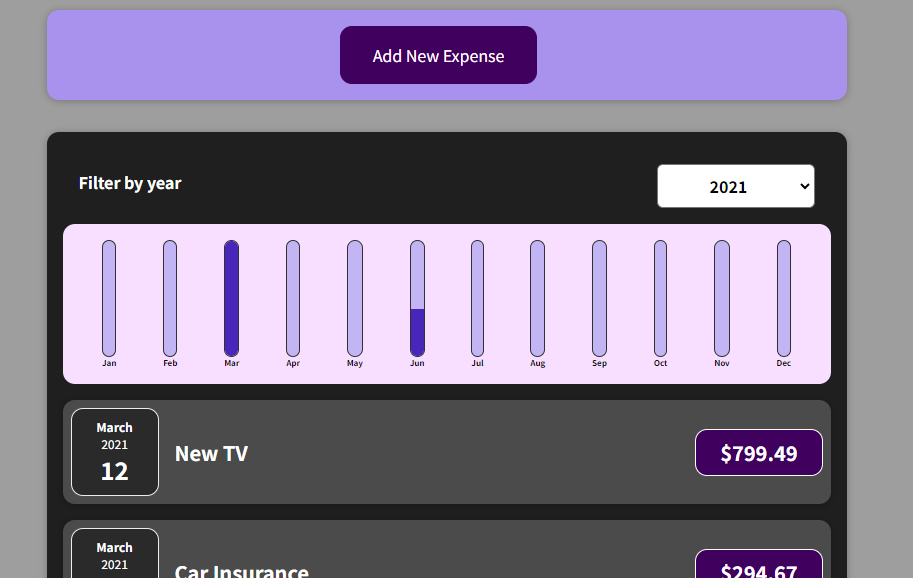 Add New Expense
Filter by year
2021
Jan Feb Mar Apr May Jun Jul Aug Sep Oct Nov Dec
March
2021
12
New TV
$799.49
March
2021
Car Insurance
$294.67